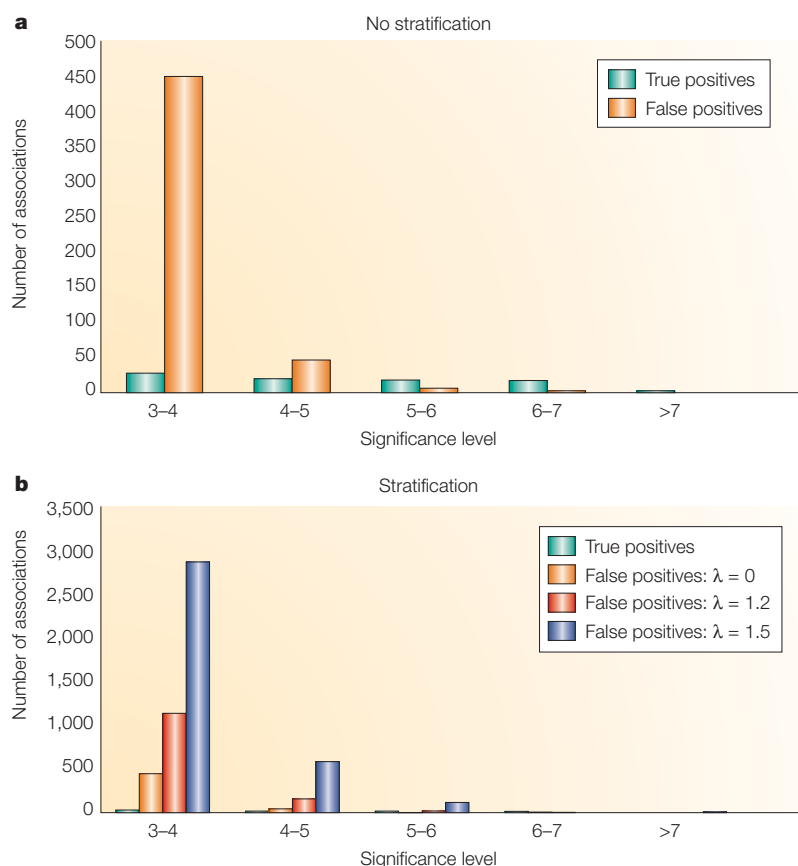 a
No stratification
500
450
400
350
300
250
200
150
100
50
0
Number of associations
True positives
False positives
3–4
4–5
5–6
6–7
>7
Significance level
b
Stratification
3,500
3,000
2,500
2,000
1,500
1,000
500
0
Number of associations
True positives
False positives: λ = 0
False positives: λ = 1.2
False positives: λ = 1.5
3–4
4–5
5–6
6–7
>7
Significance level